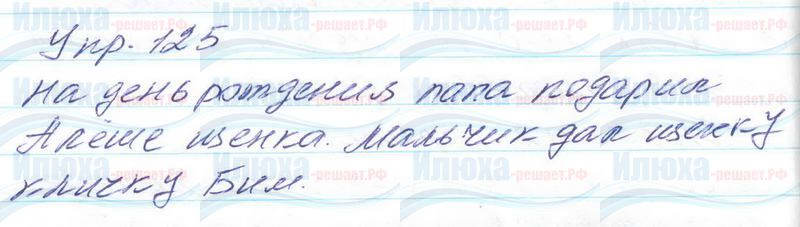 Упр. 125
На день рождения папа подарил
Алёше щенка. Мальчик дал щенку
кличку Бим.